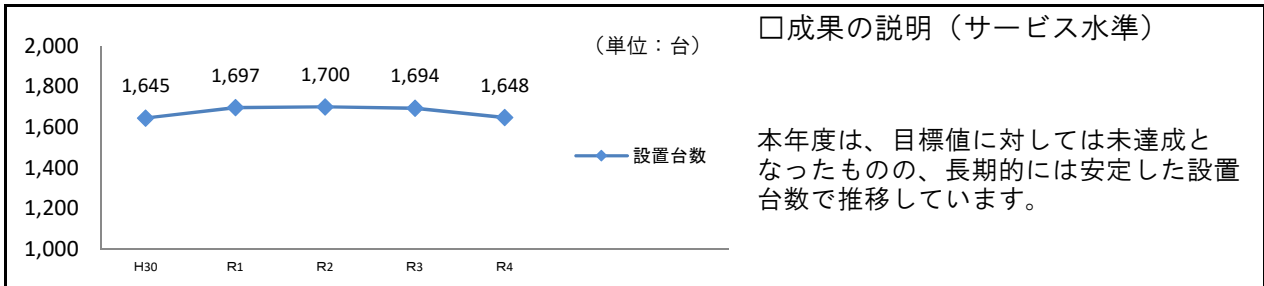 2,000
1,800
1,600
1,400
1,200
1,000
（単位：台）
1,645
1,697
1,700
1,694
1,648
設置台数
H30
R1
R2
R3
R4
□成果の説明（サービス水準）
本年度は、目標値に対しては未達成と
なったものの、長期的には安定した設置
台数で推移しています。